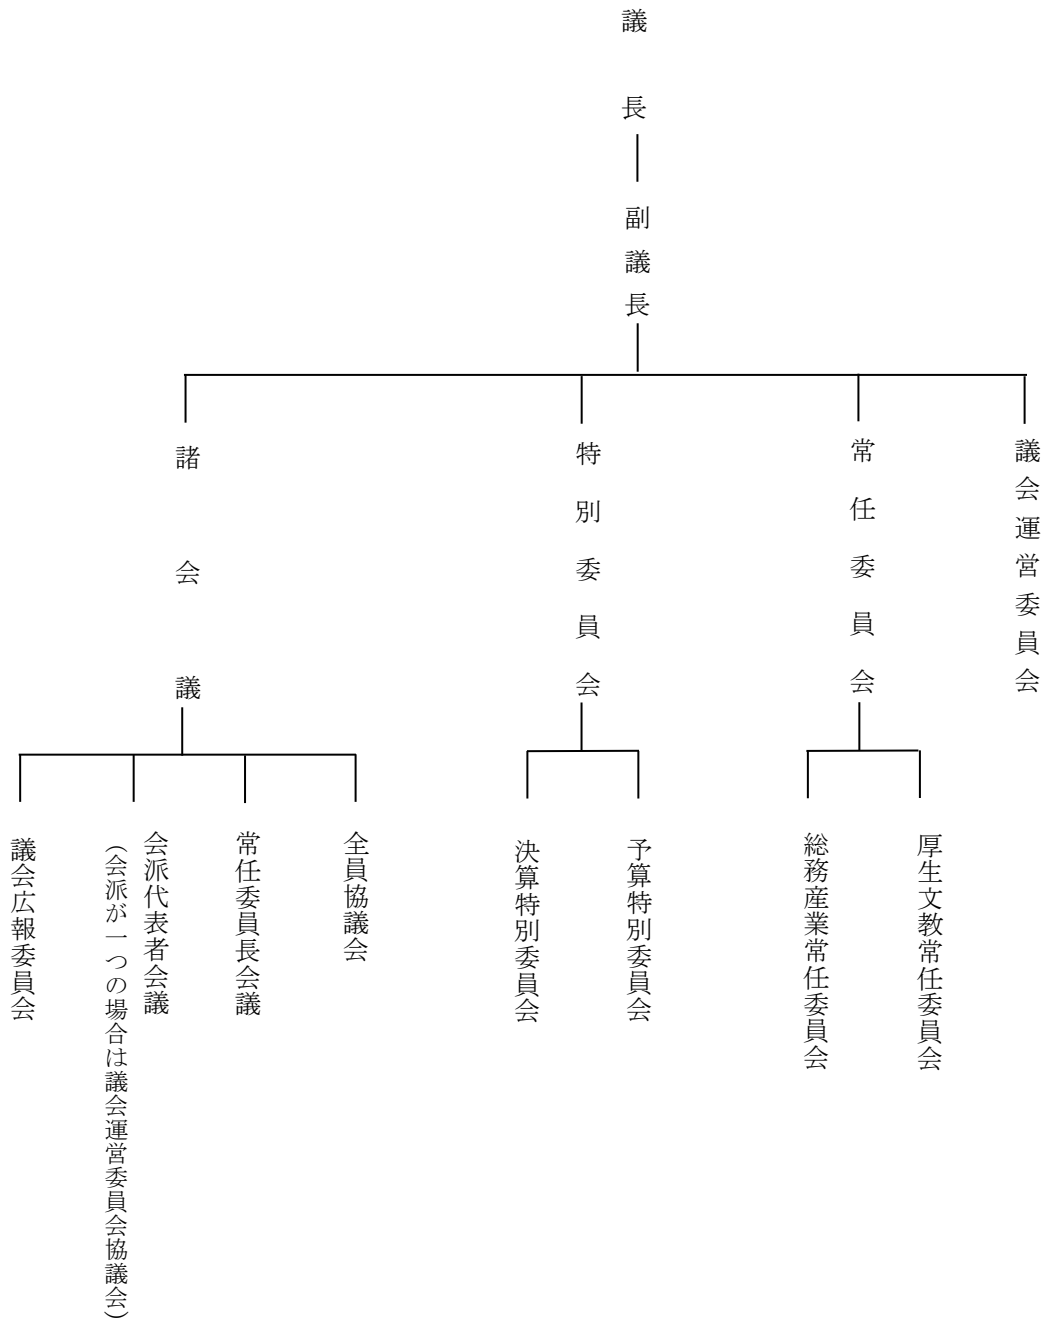 議長
副議長
議会運営委員会
常任委員会
特別委員会
諸会議
厚生文教常任委員会
総務産業常任委員会
予算特別委員会
決算特別委員会
全員協議会
常任委員長会議
会派代表者会議
（会派が一つの場合は議会運営委員会協議会）
議会広報委員会